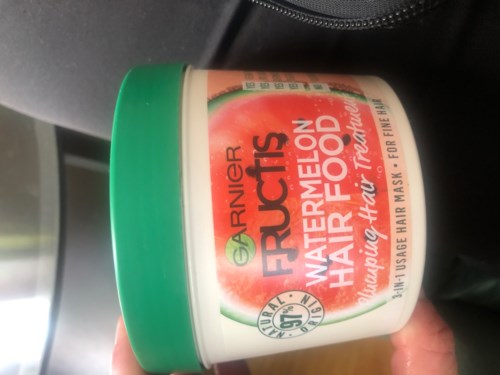 GARNIER
FRUCTIS
WATERMELON
HAIR FOOD
Plumping Hair Treatment
3-IN-1 USAGE HAIR MASK • FOR FINE HAIR
NATURAL • ORIGIN •
97%